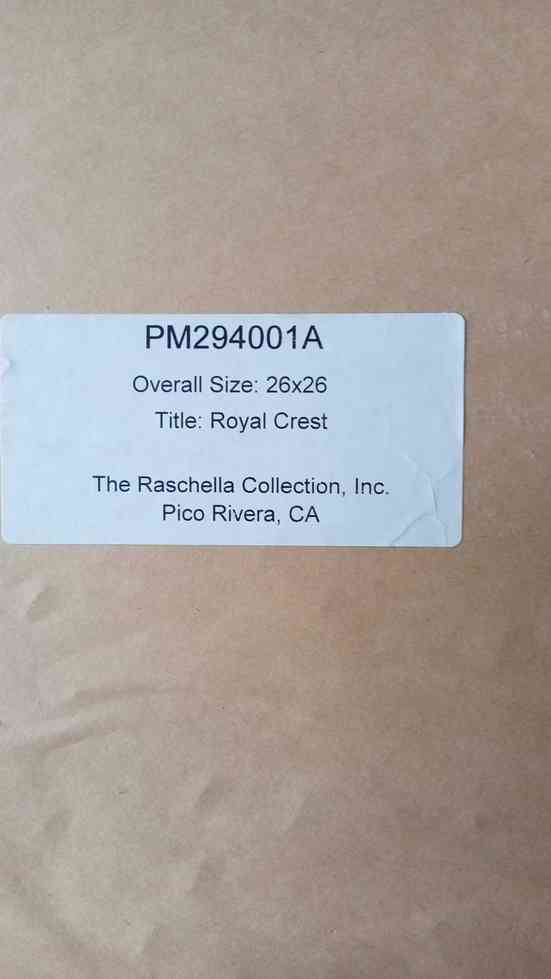 PM294001A
Overall Size: 26x26
Title: Royal Crest
The Raschella Collection, Inc.
Pico Rivera, CA